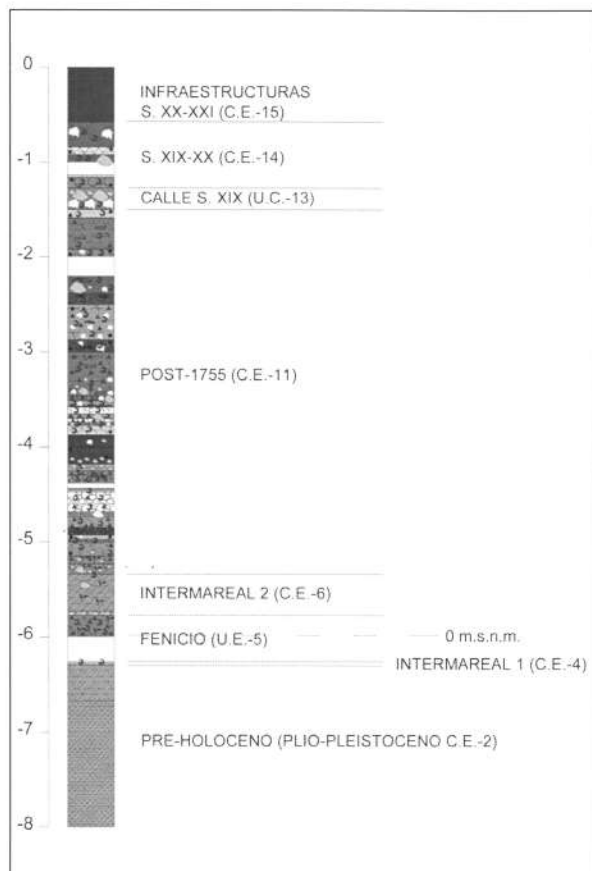 0
INFRAESTRUCTURAS
S. XX-XXI (C.E.-15)
-1
S. XIX-XX (C.E.-14)
CALLE S. XIX (U.C.-13)
-2
-3
POST-1755 (C.E.-11)
-4
-5
INTERMAREAL 2 (C.E.-6)
-6
FENICIO (U.E.-5)
0 m.s.n.m.
INTERMAREAL 1 (C.E.-4)
-7
PRE-HOLOCENO (PLIO-PLEISTOCENO C.E.-2)
-8